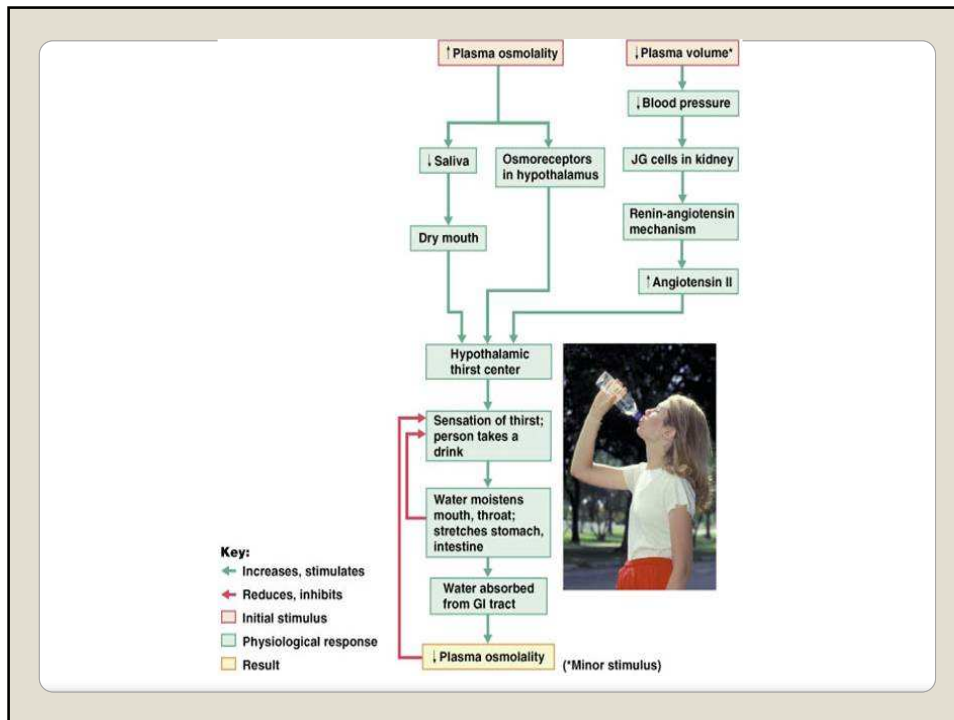 ↑Plasma osmolality
↓Plasma volume*
↓Blood pressure
↓Saliva
Osmoreceptors
in hypothalamus
JG cells in kidney
Renin-angiotensin
mechanism
Dry mouth
↑Angiotensin II
Hypothalamic
thirst center
Sensation of thirst;
person takes a
drink
Water moistens
mouth, throat;
stretches stomach,
intestine
Water absorbed
from GI tract
↓Plasma osmolality
(*Minor stimulus)
Key:
Increases, stimulates
Reduces, inhibits
Initial stimulus
Physiological response
Result